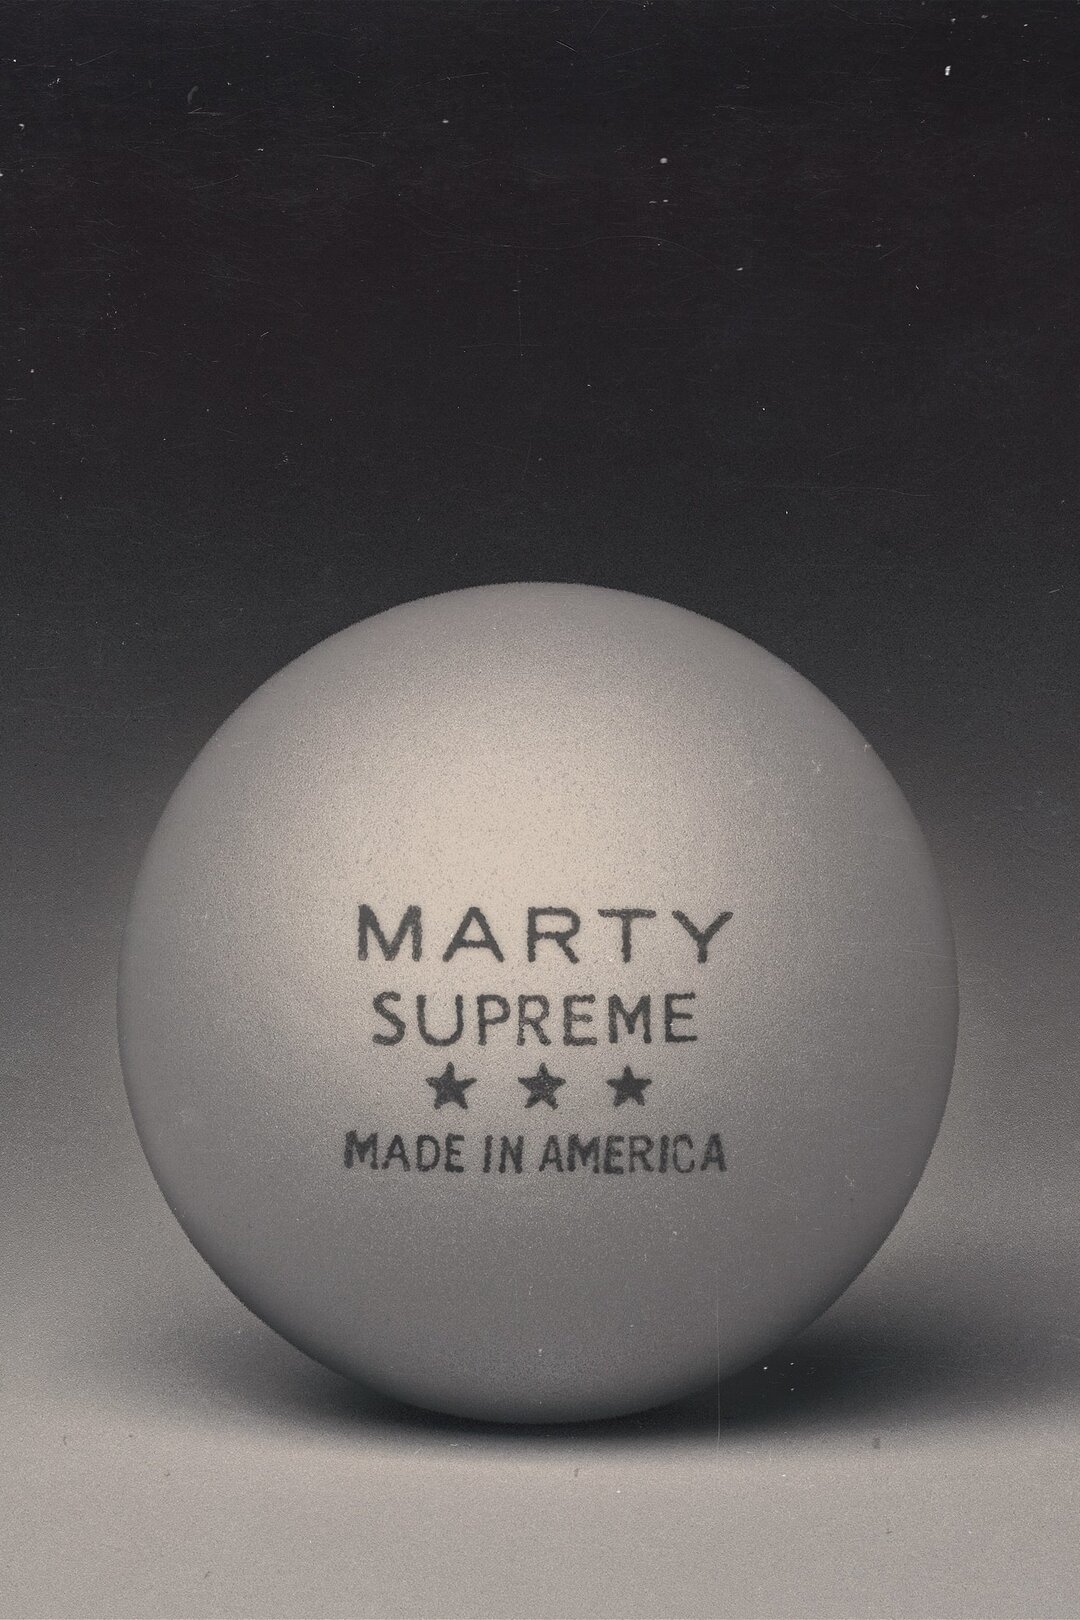 MARTY
SUPREME
★ ★ ★
MADE IN AMERICA